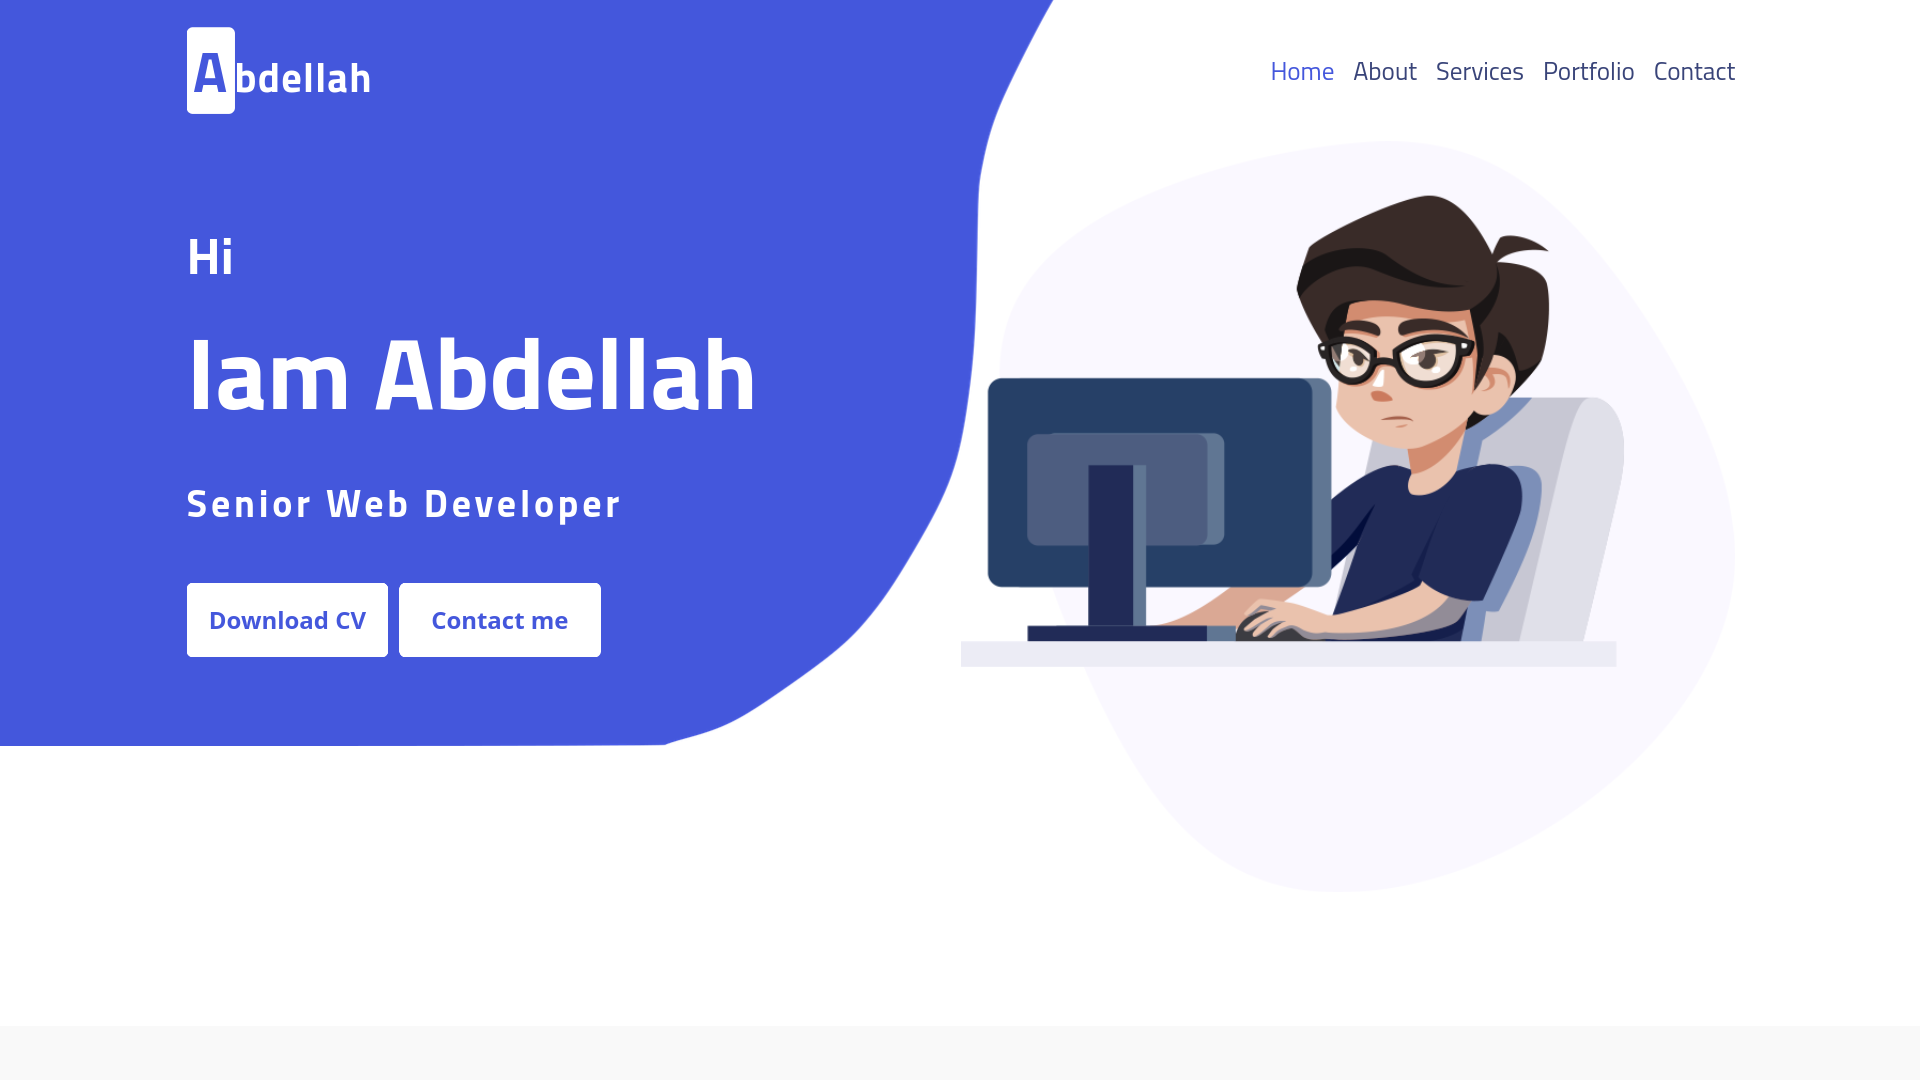 Abdellah
Home About Services Portfolio Contact
Hi
Iam Abdellah
Senior Web Developer
Download CV Contact me